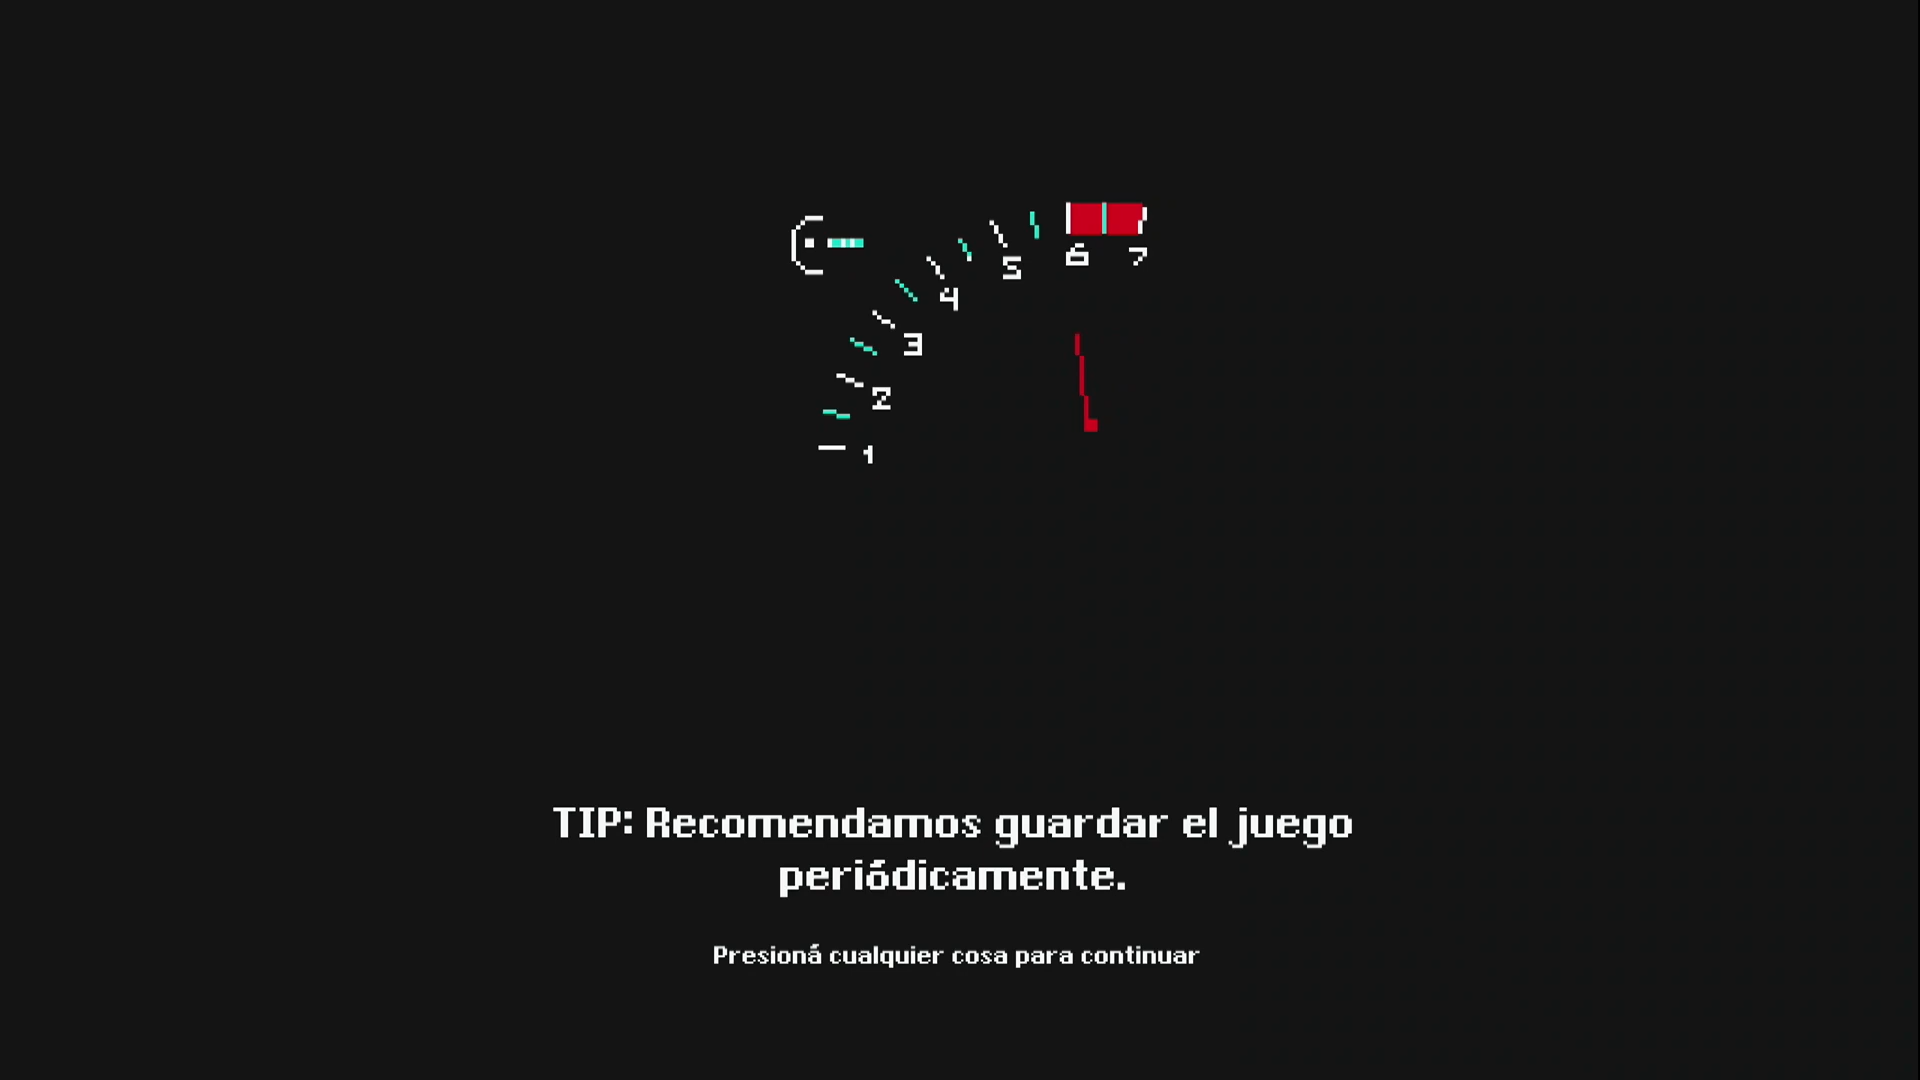 1
2
3
4
5
6
7
TIP: Recomendamos guardar el juego
periódicamente.
Presioná cualquier cosa para continuar